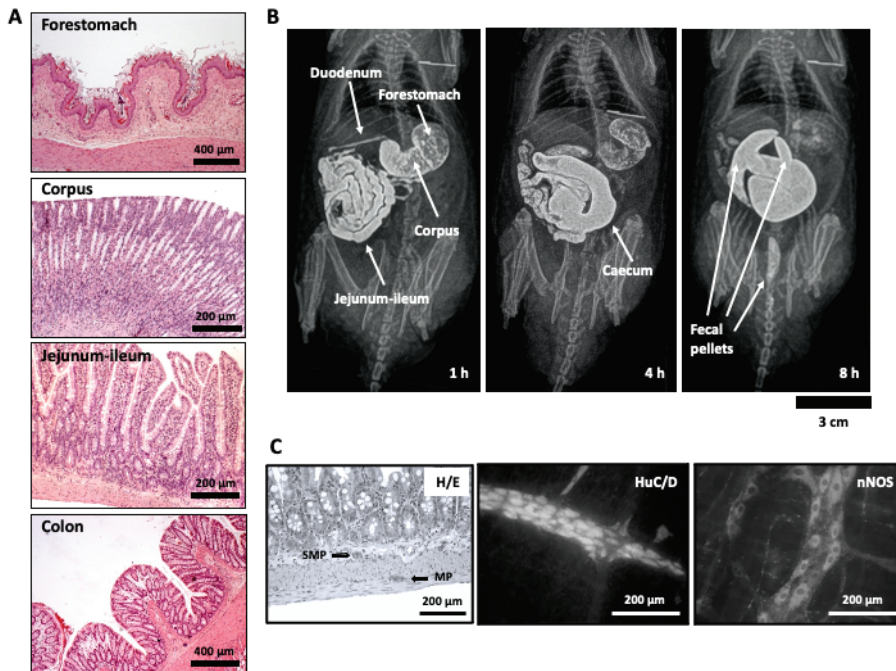 A
Forestomach
400 µm
Corpus
200 µm
Jejunum-ileum
200 µm
Colon
400 µm
B
Duodenum
Forestomach
Corpus
Jejunum-ileum
1 h
Caecum
4 h
Fecal
pellets
8 h
3 cm
C
H/E
SMP
MP
200 µm
HuC/D
200 µm
nNOS
200 µm